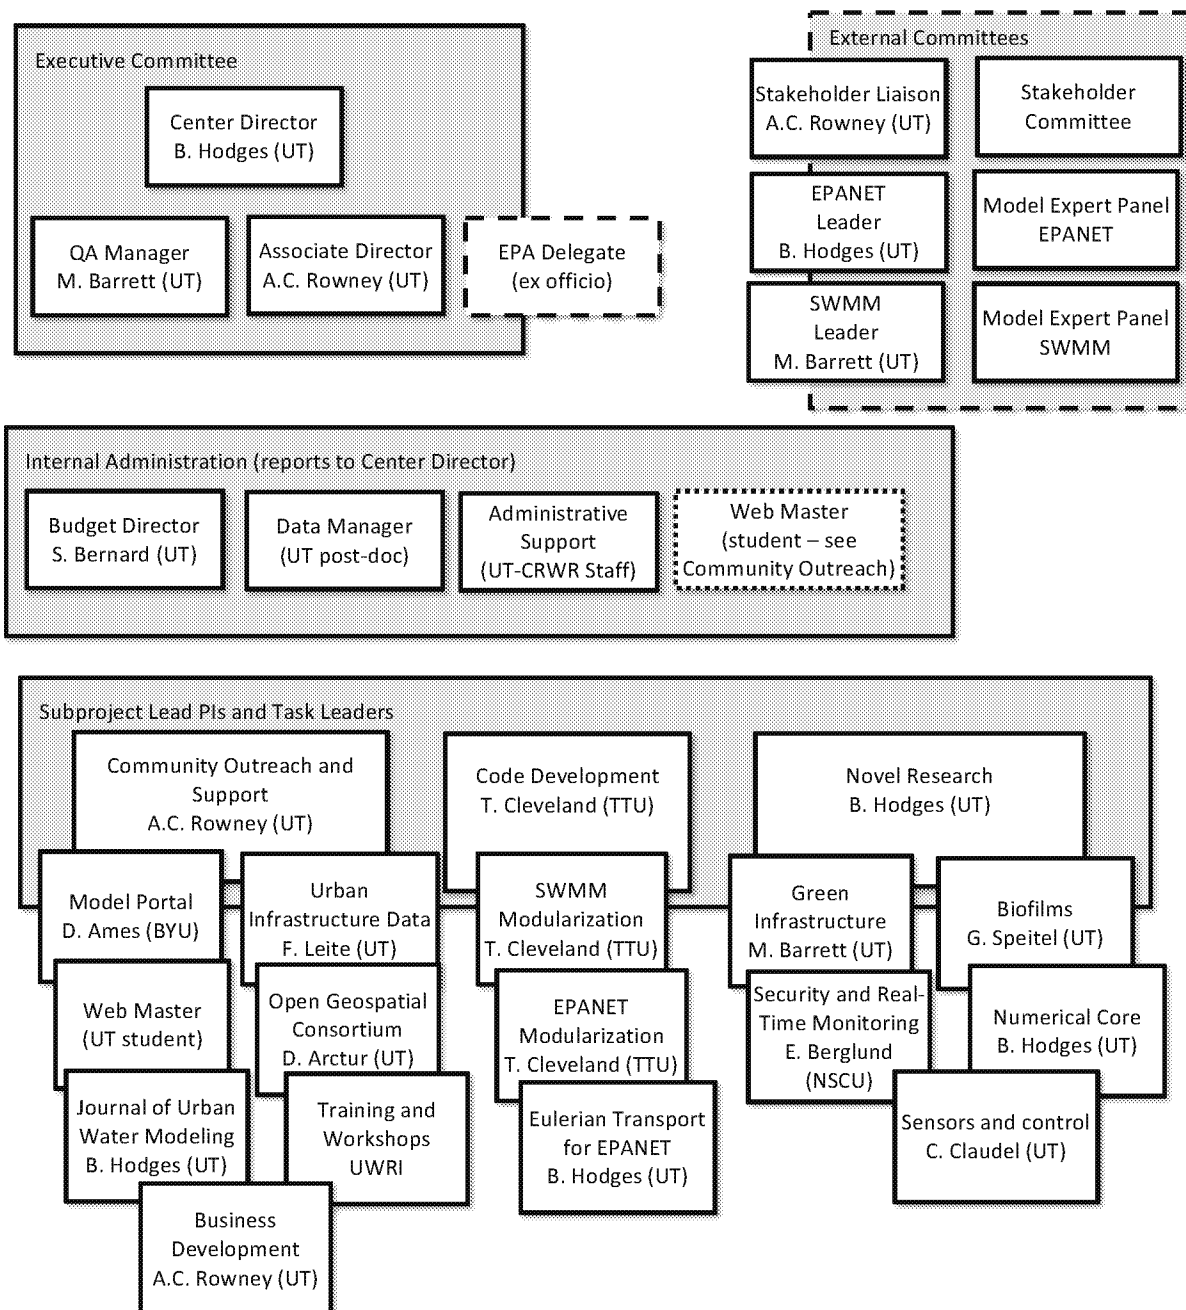 Executive Committee
Center Director
B. Hodges (UT)
QA Manager
M. Barrett (UT)
Associate Director
A.C. Rowney (UT)
EPA Delegate
(ex officio)
External Committees
Stakeholder Liaison
A.C. Rowney (UT)
Stakeholder
Committee
EPANET
Leader
B. Hodges (UT)
Model Expert Panel
EPANET
SWMM
Leader
M. Barrett (UT)
Model Expert Panel
SWMM
Internal Administration (reports to Center Director)
Budget Director
S. Bernard (UT)
Data Manager
(UT post-doc)
Administrative
Support
(UT-CRWR Staff)
Web Master
(student – see
Community Outreach)
Subproject Lead PIs and Task Leaders
Community Outreach and
Support
A.C. Rowney (UT)
Model Portal
D. Ames (BYU)
Urban
Infrastructure Data
F. Leite (UT)
Web Master
(UT student)
Open Geospatial
Consortium
D. Arctur (UT)
Journal of Urban
Water Modeling
B. Hodges (UT)
Training and
Workshops
UWRI
Business
Development
A.C. Rowney (UT)
Code Development
T. Cleveland (TTU)
SWMM
Modularization
T. Cleveland (TTU)
EPANET
Modularization
T. Cleveland (TTU)
Eulerian Transport
for EPANET
B. Hodges (UT)
Novel Research
B. Hodges (UT)
Green
Infrastructure
M. Barrett (UT)
Biofilms
G. Speitel (UT)
Security and Real-
Time Monitoring
E. Berglund
(NSCU)
Numerical Core
B. Hodges (UT)
Sensors and control
C. Claudel (UT)